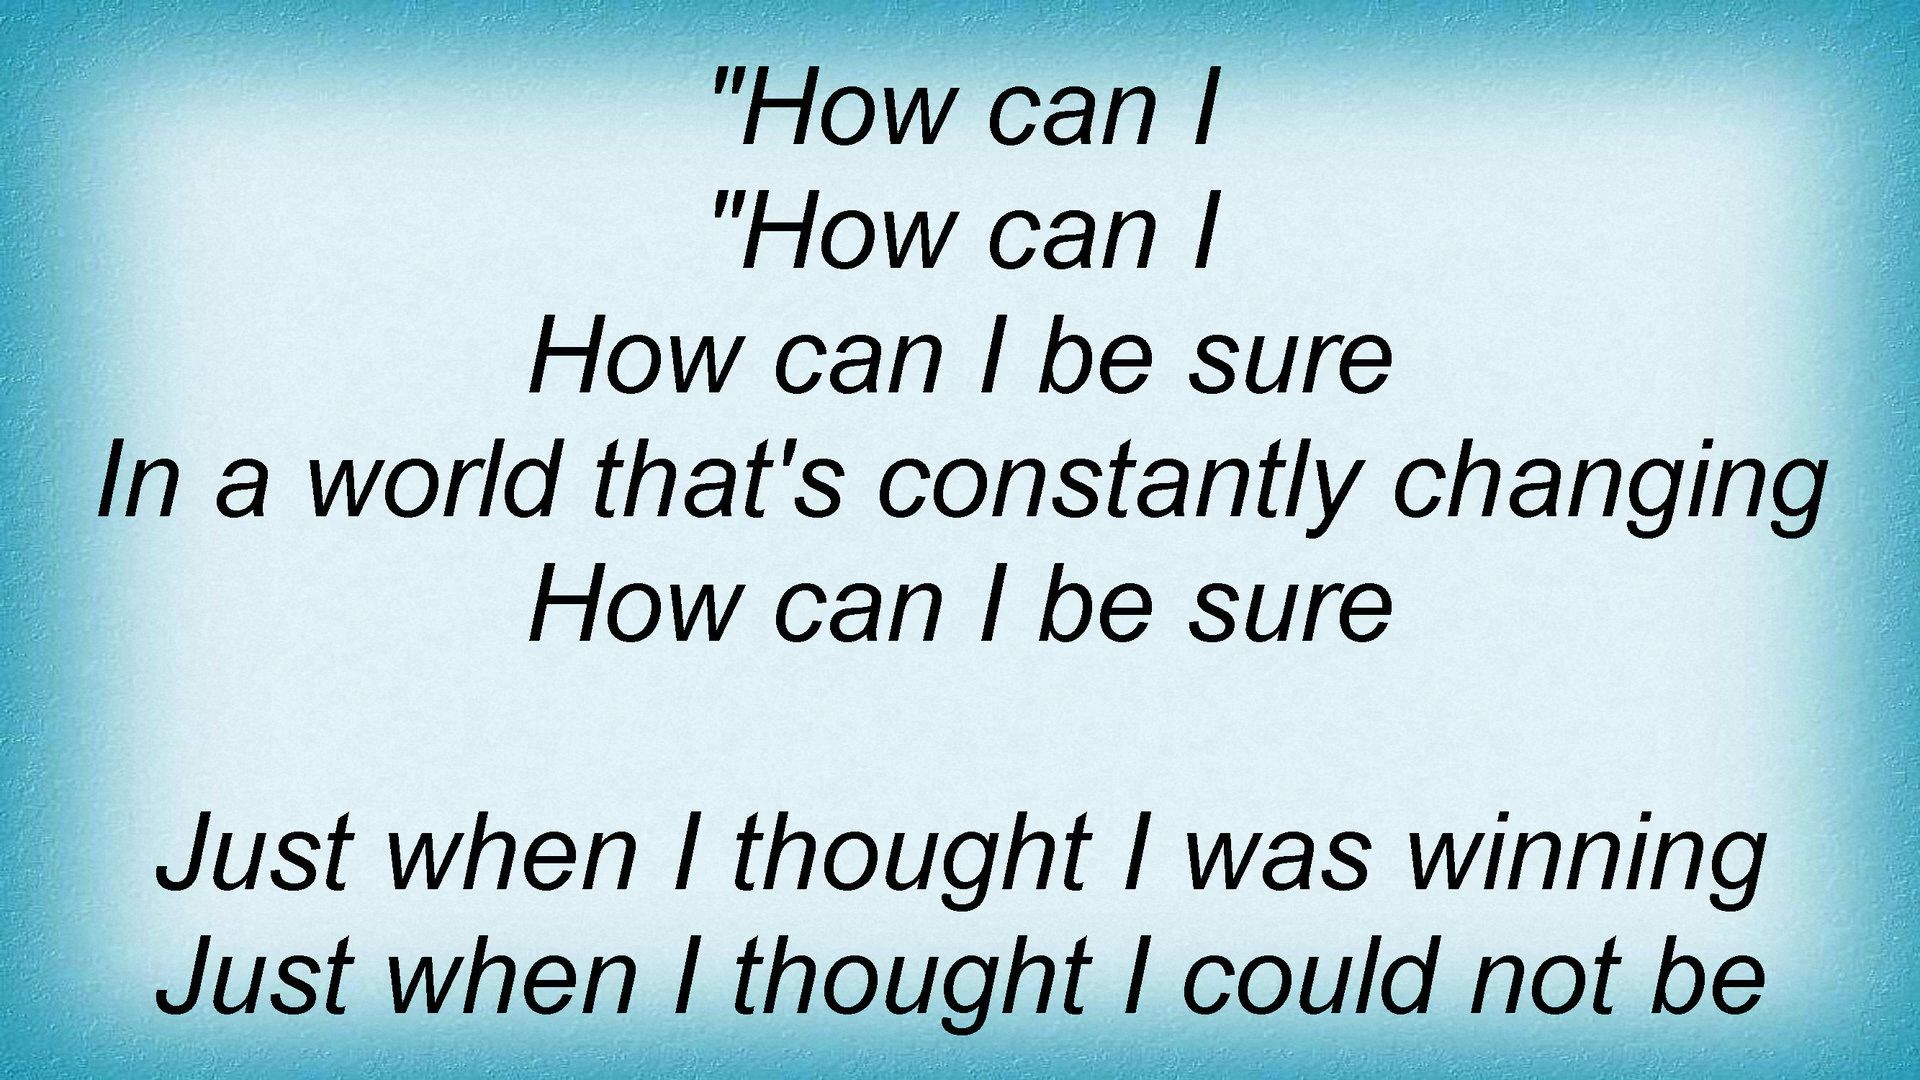 "How can I
"How can I
How can I be sure
In a world that's constantly changing
How can I be sure
Just when I thought I was winning
Just when I thought I could not be